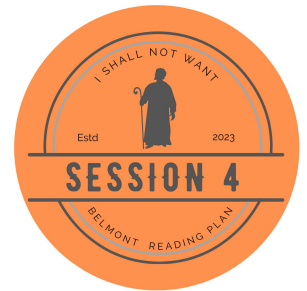 I SHALL NOT WANT
Estd 2023
SESSION 4
BELMONT READING PLAN